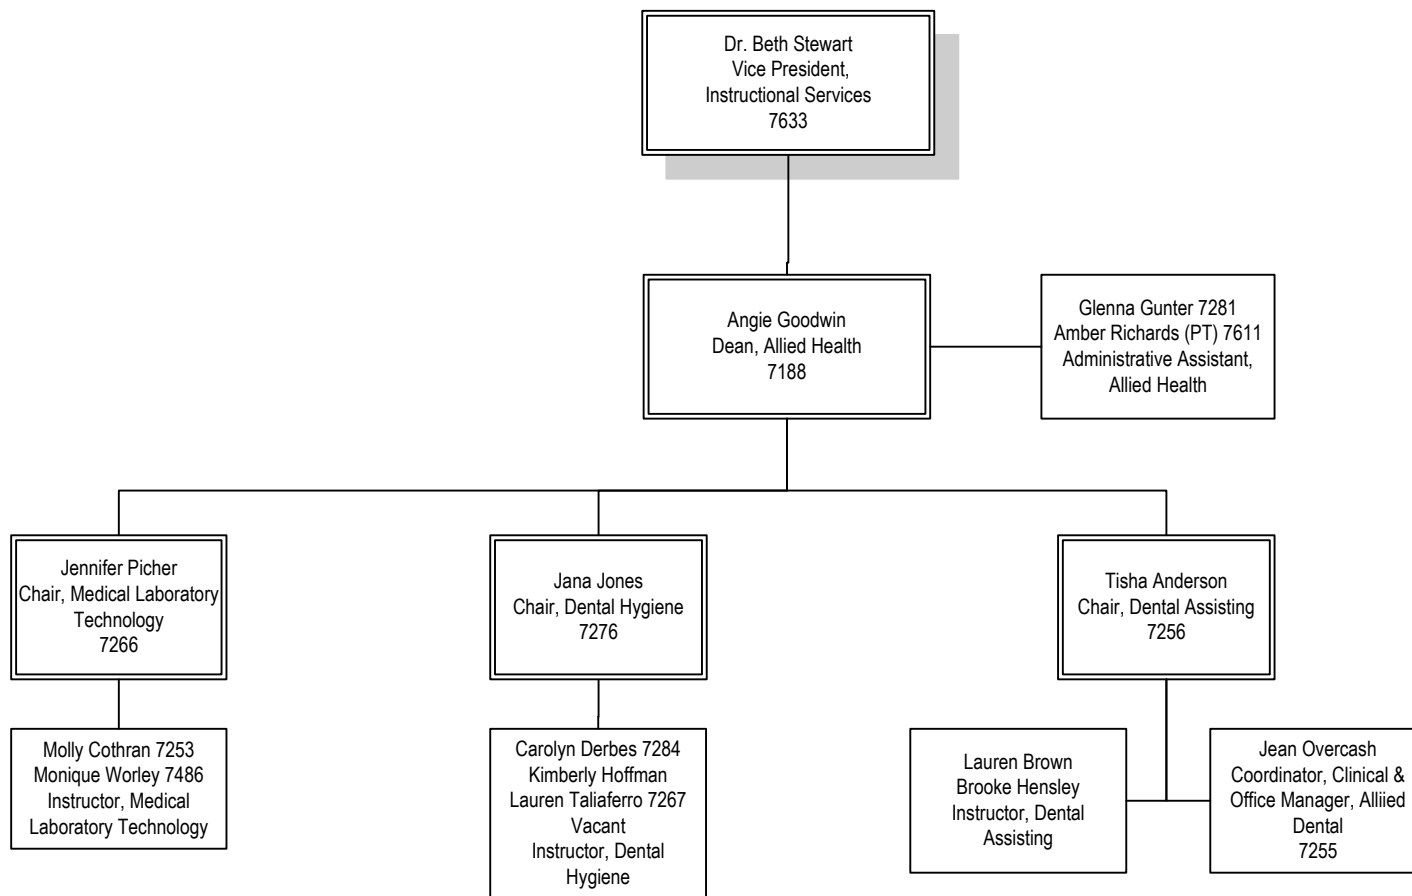 Dr. Beth Stewart
Vice President,
Instructional Services
7633
Angie Goodwin
Dean, Allied Health
7188
Glenna Gunter 7281
Amber Richards (PT) 7611
Administrative Assistant,
Allied Health
Jennifer Picher
Chair, Medical Laboratory
Technology
7266
Jana Jones
Chair, Dental Hygiene
7276
Tisha Anderson
Chair, Dental Assisting
7256
Molly Cothran 7253
Monique Worley 7486
Instructor, Medical
Laboratory Technology
Carolyn Derbes 7284
Kimberly Hoffman
Lauren Taliaferro 7267
Vacant
Instructor, Dental
Hygiene
Lauren Brown
Brooke Hensley
Instructor, Dental
Assisting
Jean Overcash
Coordinator, Clinical &
Office Manager, Alliied
Dental
7255